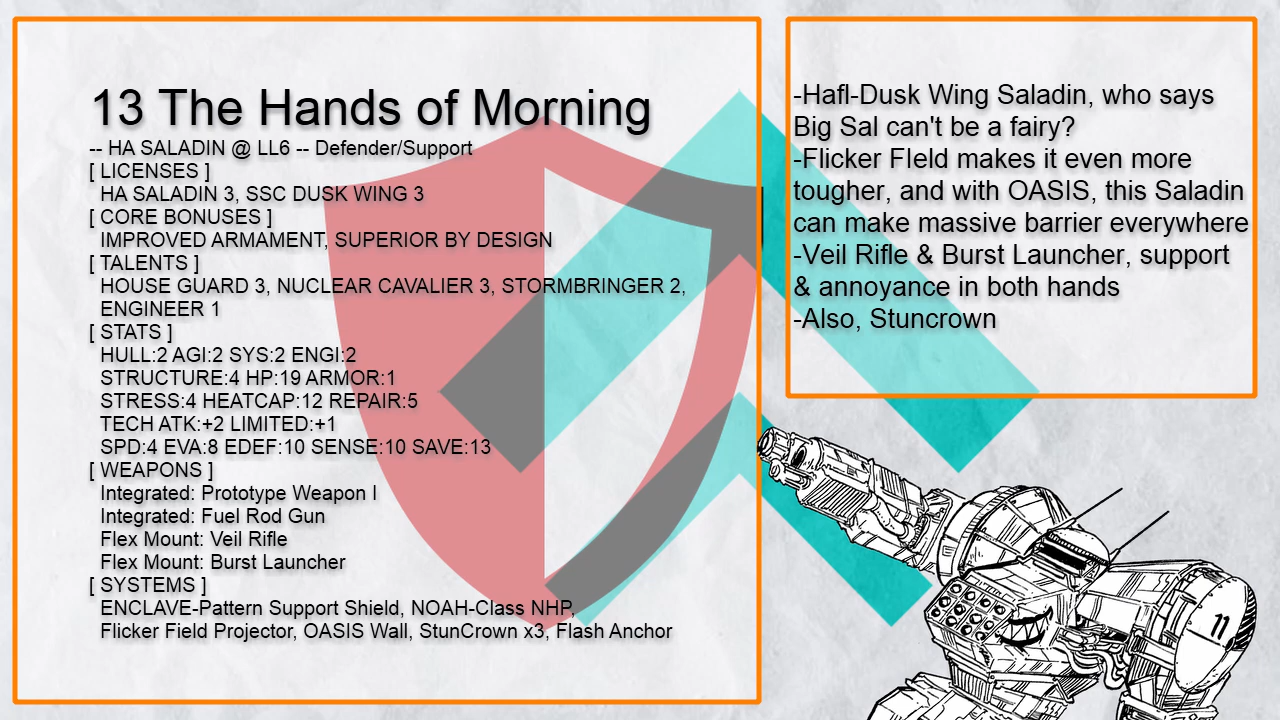 13 The Hands of Morning
-- HA SALADIN @ LL6 -- Defender/Support
[ LICENSES ]
HA SALADIN 3, SSC DUSK WING 3
[ CORE BONUSES ]
IMPROVED ARMAMENT, SUPERIOR BY DESIGN
[ TALENTS ]
HOUSE GUARD 3, NUCLEAR CAVALIER 3, STORMBRINGER 2,
ENGINEER 1
[ STATS ]
HULL:2 AGI:2 SYS:2 ENGI:2
STRUCTURE:4 HP:19 ARMOR:1
STRESS:4 HEATCAP:12 REPAIR:5
TECH ATK:+2 LIMITED:+1
SPD:4 EVA:8 EDEF:10 SENSE:10 SAVE:13
[ WEAPONS ]
Integrated: Prototype Weapon I
Integrated: Fuel Rod Gun
Flex Mount: Veil Rifle
Flex Mount: Burst Launcher
[ SYSTEMS ]
ENCLAVE-Pattern Support Shield, NOAH-Class NHP,
Flicker Field Projector, OASIS Wall, StunCrown x3, Flash Anchor
-Hafl-Dusk Wing Saladin, who says
Big Sal can't be a fairy?
-Flicker FIeld makes it even more
tougher, and with OASIS, this Saladin
can make massive barrier everywhere
-Veil Rifle & Burst Launcher, support
& annoyance in both hands
-Also, Stuncrown
11